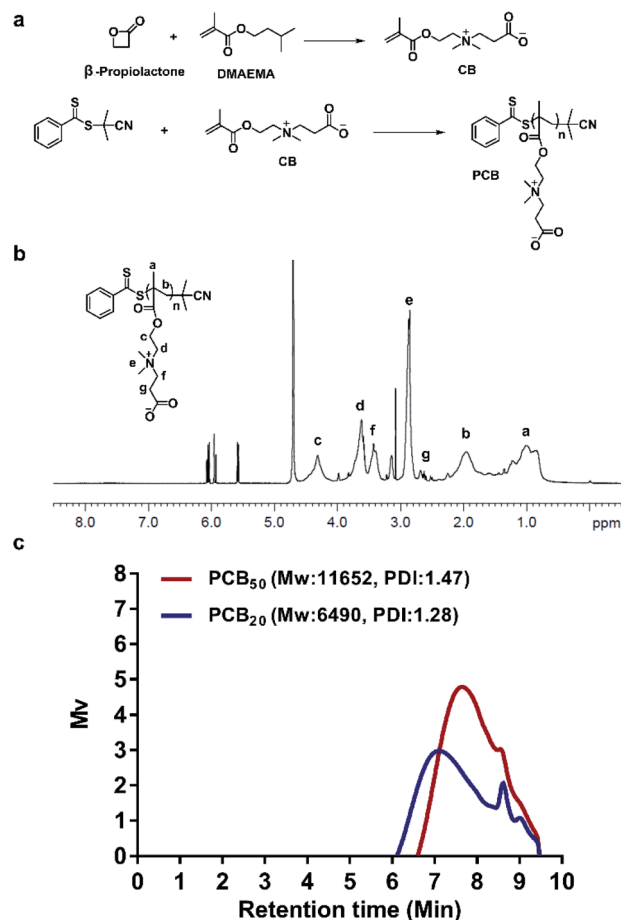 a
O
O
+
O
O
O
O
N
+
O
O-
β-Propiolactone
DMAEMA
CB
S
S
CN
+
O
O
N
+
O
O-
CB
S
S
n
CN
O
O
N
+
O
-O
PCB
b
S
S
a
b
n
CN
O
O
c
d
e
N
+
f
g
O
-O
c
d
f
e
g
b
a
8.0 7.0 6.0 5.0 4.0 3.0 2.0 1.0 ppm
c
PCB50 (Mw:11652, PDI:1.47)
PCB20 (Mw:6490, PDI:1.28)
Mv
8
7
6
5
4
3
2
1
0
0 1 2 3 4 5 6 7 8 9 10
Retention time (Min)